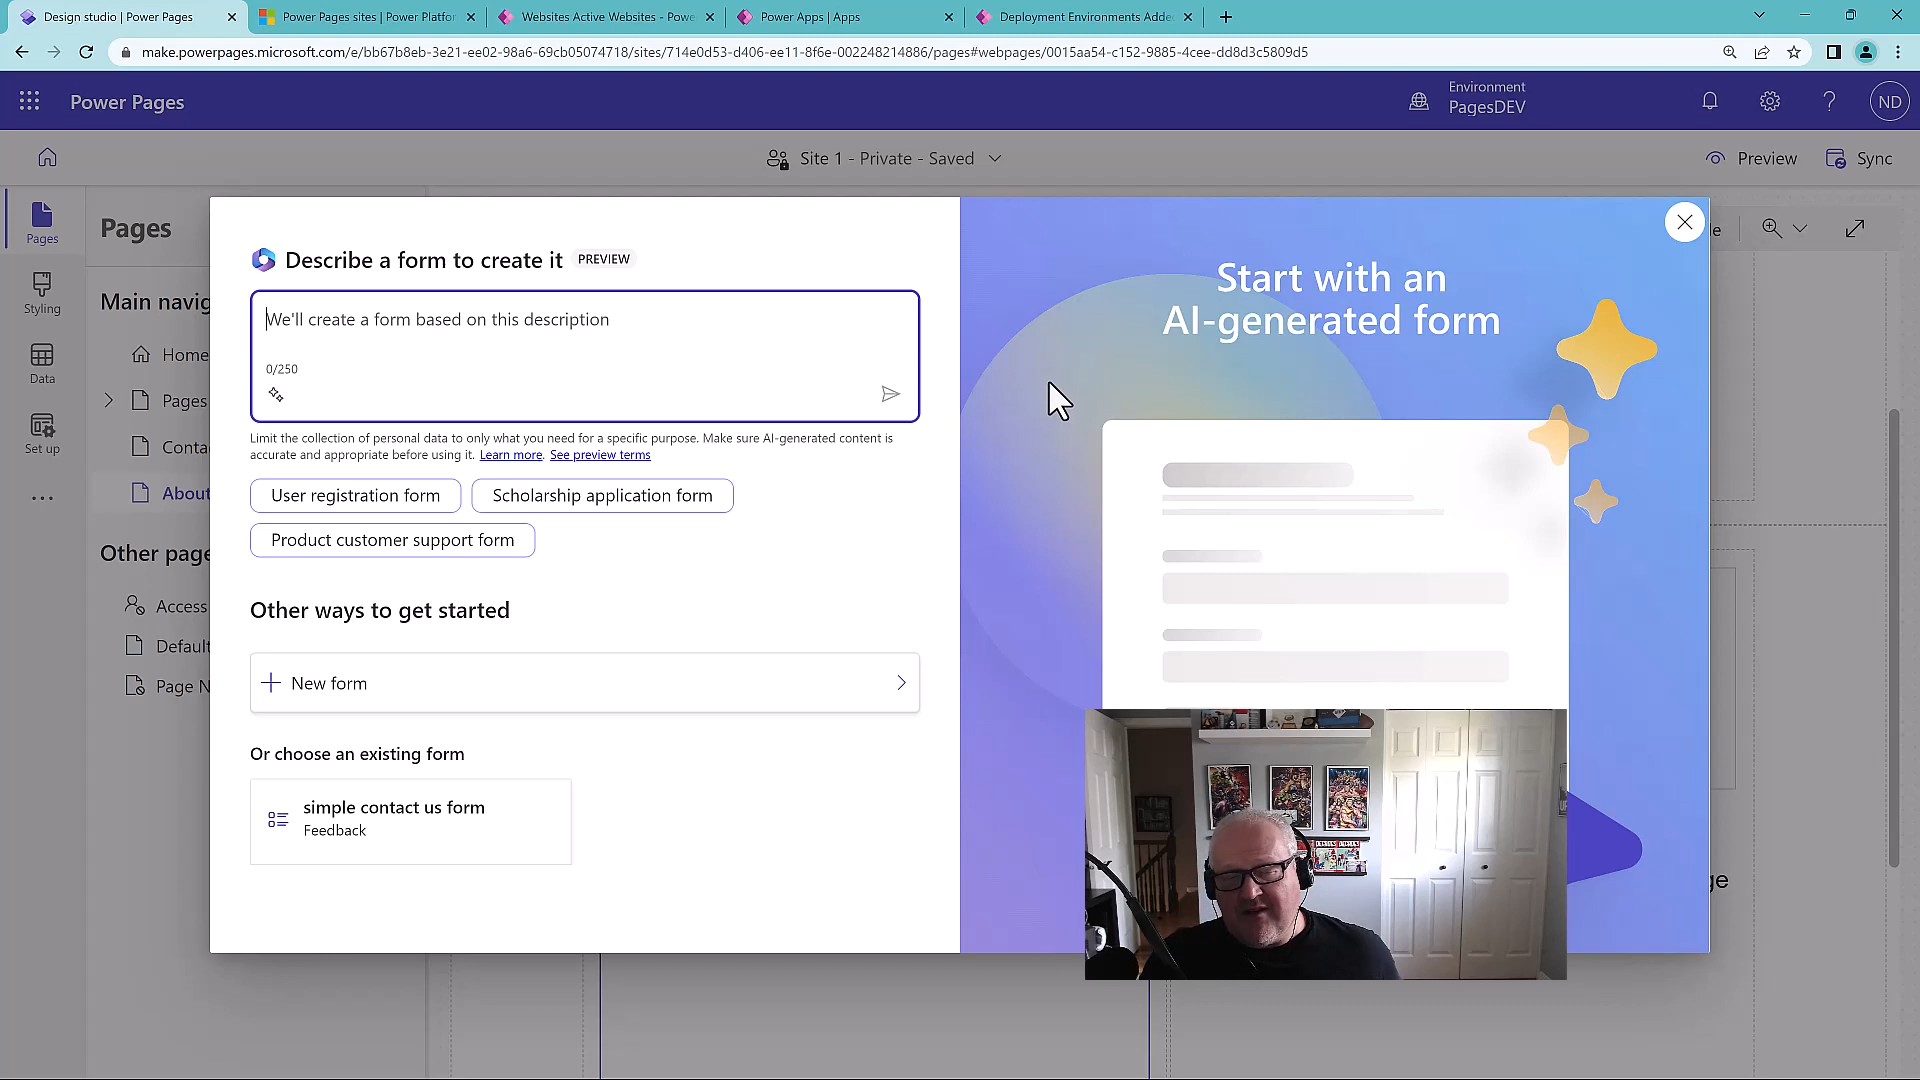 Design studio | Power Pages
Power Pages sites | Power Platfor
Websites Active Websites - Powe
Power Apps | Apps
Deployment Environments Adde
make.powerpages.microsoft.com/e/bb67b8eb-3e21-ee02-98a6-69cb05074718/sites/714e0d53-d406-ee11-8f6e-002248214886/pages#webpages/0015aa54-c152-9885-4cee-dd8d3c5809d5
Power Pages
Environment
PagesDEV
ND
Site 1 - Private - Saved
Preview
Sync
Pages
Styling
Data
Set up
Pages
Main navig
Home
Pages
Conta
About
Other page
Access
Default
Page N
Describe a form to create it PREVIEW
We'll create a form based on this description
0/250
Limit the collection of personal data to only what you need for a specific purpose. Make sure AI-generated content is
accurate and appropriate before using it. Learn more. See preview terms
User registration form
Scholarship application form
Product customer support form
Other ways to get started
New form
Or choose an existing form
simple contact us form
Feedback
Start with an
AI-generated form
le
ge